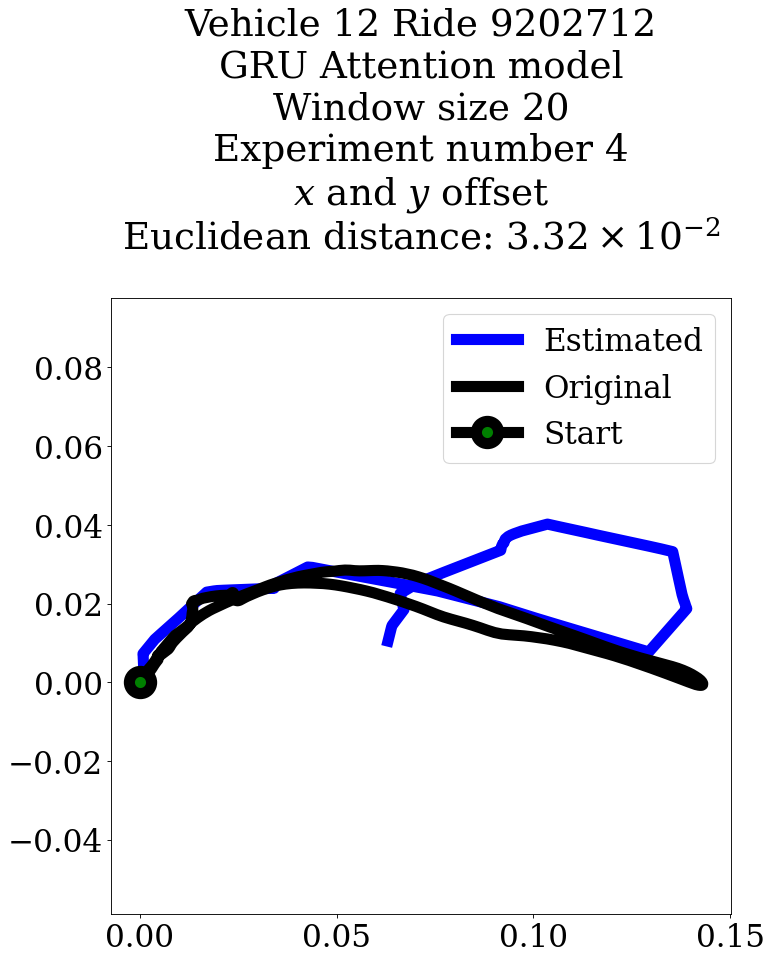 Vehicle 12 Ride 9202712
GRU Attention model
Window size 20
Experiment number 4
x and y offset
Euclidean distance: 3.32 × 10⁻²
Estimated
Original
Start
0.08
0.06
0.04
0.02
0.00
−0.02
−0.04
0.00 0.05 0.10 0.15